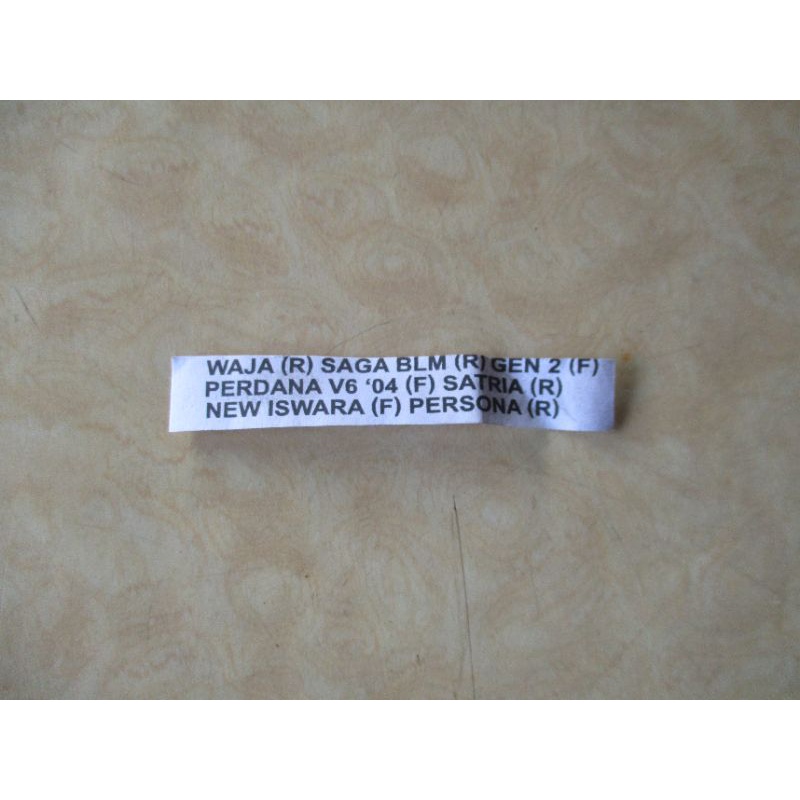 WAJA (R) SAGA BLM (R) GEN 2 (F)
PERDANA V6 ‘04 (F) SATRIA (R)
NEW ISWARA (F) PERSONA (R)